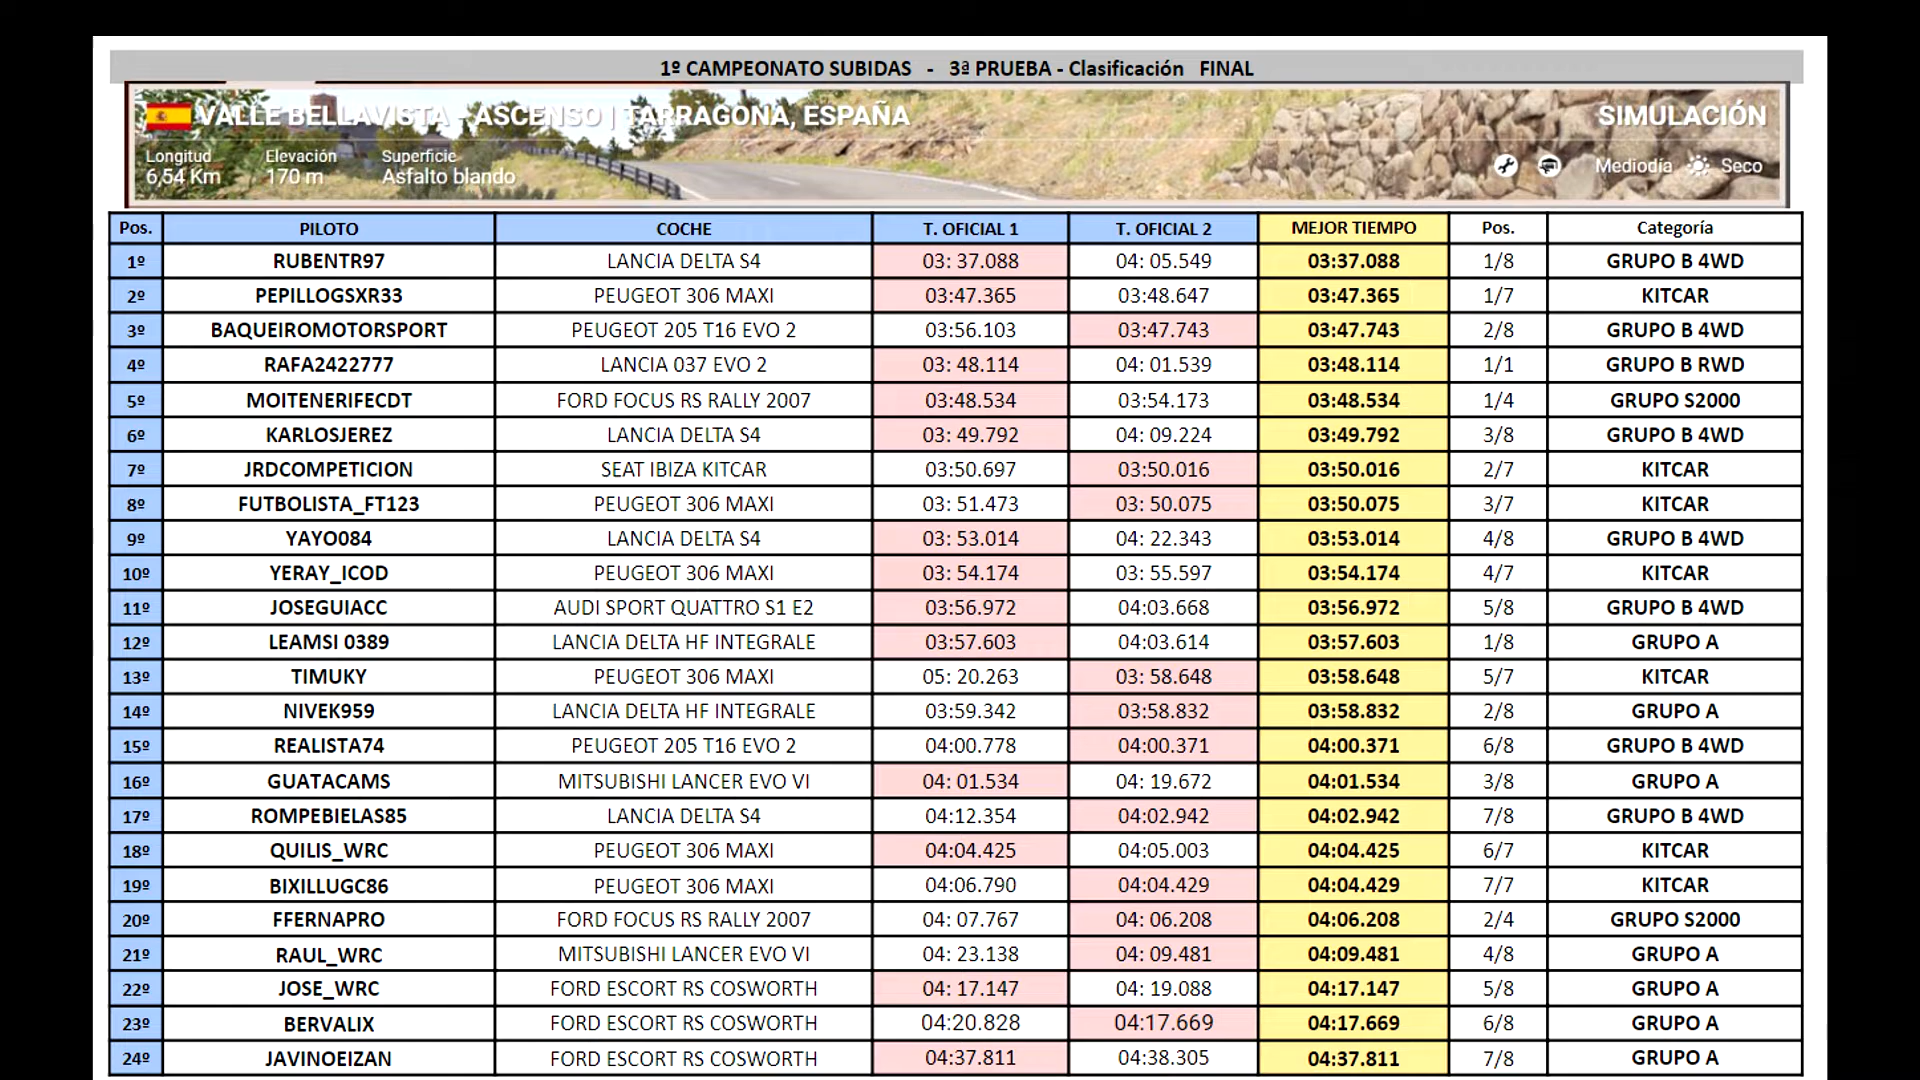 1º CAMPEONATO SUBIDAS - 3ª PRUEBA - Clasificación FINAL
VALLE BELLAVISTA - ASCENSO | TARRAGONA, ESPAÑA SIMULACIÓN
Longitud Elevación Superficie
6,54 Km 170 m Asfalto blando Mediodía Seco
Pos. PILOTO COCHE T. OFICIAL 1 T. OFICIAL 2 MEJOR TIEMPO Pos. Categoría
1º RUBENTR97 LANCIA DELTA S4 03: 37.088 04: 05.549 03:37.088 1/8 GRUPO B 4WD
2º PEPILLOGSXR33 PEUGEOT 306 MAXI 03:47.365 03:48.647 03:47.365 1/7 KITCAR
3º BAQUEIROMOTORSPORT PEUGEOT 205 T16 EVO 2 03:56.103 03:47.743 03:47.743 2/8 GRUPO B 4WD
4º RAFA2422777 LANCIA 037 EVO 2 03: 48.114 04: 01.539 03:48.114 1/1 GRUPO B RWD
5º MOITENERIFECDT FORD FOCUS RS RALLY 2007 03:48.534 03:54.173 03:48.534 1/4 GRUPO S2000
6º KARLOSJEREZ LANCIA DELTA S4 03: 49.792 04: 09.224 03:49.792 3/8 GRUPO B 4WD
7º JRDCOMPETICION SEAT IBIZA KITCAR 03:50.697 03:50.016 03:50.016 2/7 KITCAR
8º FUTBOLISTA_FT123 PEUGEOT 306 MAXI 03: 51.473 03: 50.075 03:50.075 3/7 KITCAR
9º YAYO084 LANCIA DELTA S4 03: 53.014 04: 22.343 03:53.014 4/8 GRUPO B 4WD
10º YERAY_ICOD PEUGEOT 306 MAXI 03: 54.174 03: 55.597 03:54.174 4/7 KITCAR
11º JOSEGUIACC AUDI SPORT QUATTRO S1 E2 03:56.972 04:03.668 03:56.972 5/8 GRUPO B 4WD
12º LEAMSI 0389 LANCIA DELTA HF INTEGRALE 03:57.603 04:03.614 03:57.603 1/8 GRUPO A
13º TIMUKY PEUGEOT 306 MAXI 05: 20.263 03: 58.648 03:58.648 5/7 KITCAR
14º NIVEK959 LANCIA DELTA HF INTEGRALE 03:59.342 03:58.832 03:58.832 2/8 GRUPO A
15º REALISTA74 PEUGEOT 205 T16 EVO 2 04:00.778 04:00.371 04:00.371 6/8 GRUPO B 4WD
16º GUATACAMS MITSUBISHI LANCER EVO VI 04: 01.534 04: 19.672 04:01.534 3/8 GRUPO A
17º ROMPEBIELAS85 LANCIA DELTA S4 04:12.354 04:02.942 04:02.942 7/8 GRUPO B 4WD
18º QUILIS_WRC PEUGEOT 306 MAXI 04:04.425 04:05.003 04:04.425 6/7 KITCAR
19º BIXILLUGC86 PEUGEOT 306 MAXI 04:06.790 04:04.429 04:04.429 7/7 KITCAR
20º FFERNAPRO FORD FOCUS RS RALLY 2007 04: 07.767 04: 06.208 04:06.208 2/4 GRUPO S2000
21º RAUL_WRC MITSUBISHI LANCER EVO VI 04: 23.138 04: 09.481 04:09.481 4/8 GRUPO A
22º JOSE_WRC FORD ESCORT RS COSWORTH 04: 17.147 04: 19.088 04:17.147 5/8 GRUPO A
23º BERVALIX FORD ESCORT RS COSWORTH 04:20.828 04:17.669 04:17.669 6/8 GRUPO A
24º JAVINOEIZAN FORD ESCORT RS COSWORTH 04:37.811 04:38.305 04:37.811 7/8 GRUPO A